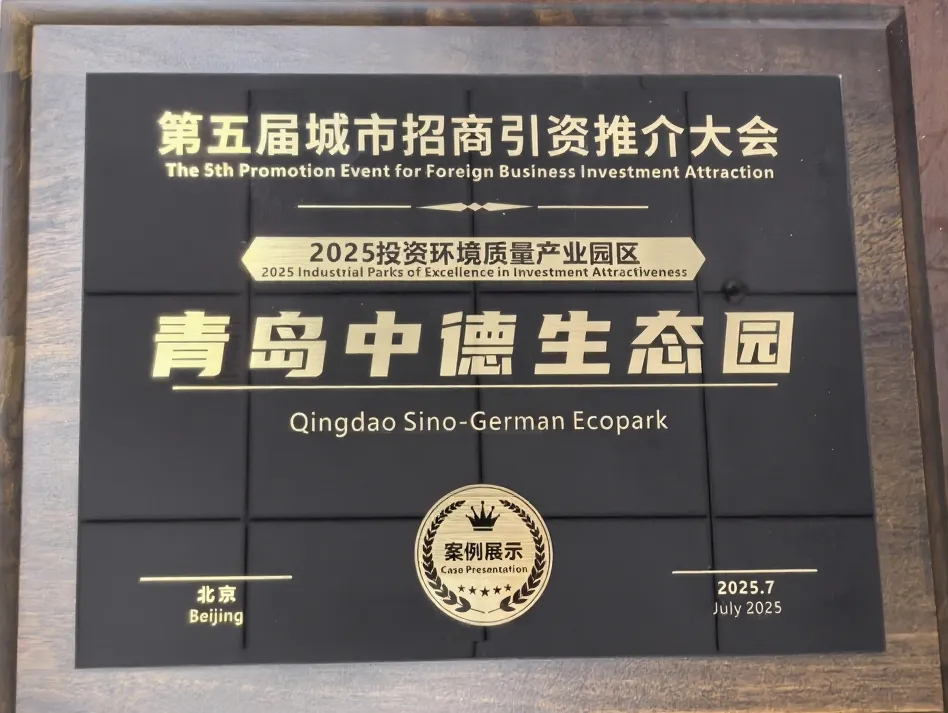 第五届城市招商引资推介大会
The 5th Promotion Event for Foreign Business Investment Attraction
2025投资环境质量产业园区
2025 Industrial Parks of Excellence in Investment Attractiveness
青岛中德生态园
Qingdao Sino-German Ecopark
案例展示
Case Presentation
北京
Beijing
2025.7
July 2025